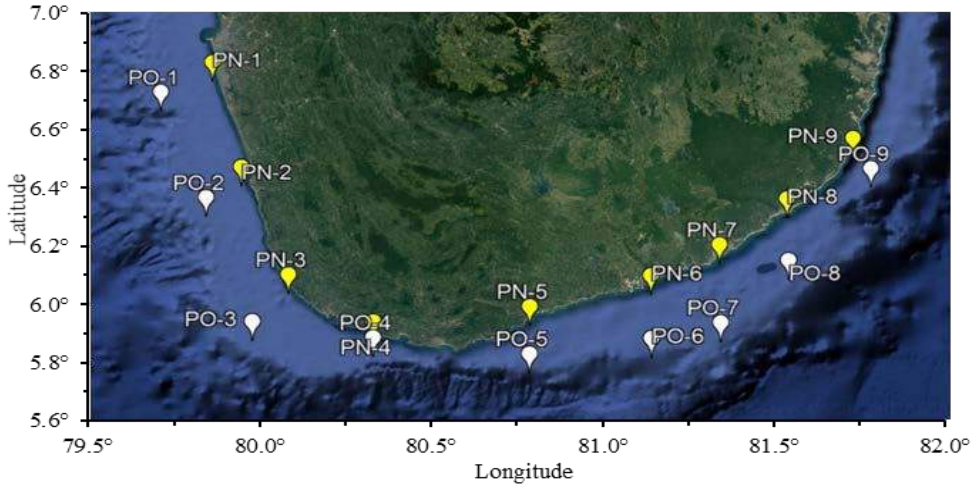 7.0°
PN-1
6.8°
PO-1
6.6°
PN-9
PO-9
PN-2
6.4°
PO-2
PN-8
Latitude
6.2°
PN-7
PN-3
PO-8
PN-6
6.0°
PN-5
PO-7
PO-3
PO-4
PO-6
PN-4
PO-5
5.8°
5.6°
79.5° 80.0° 80.5° 81.0° 81.5° 82.0°
Longitude